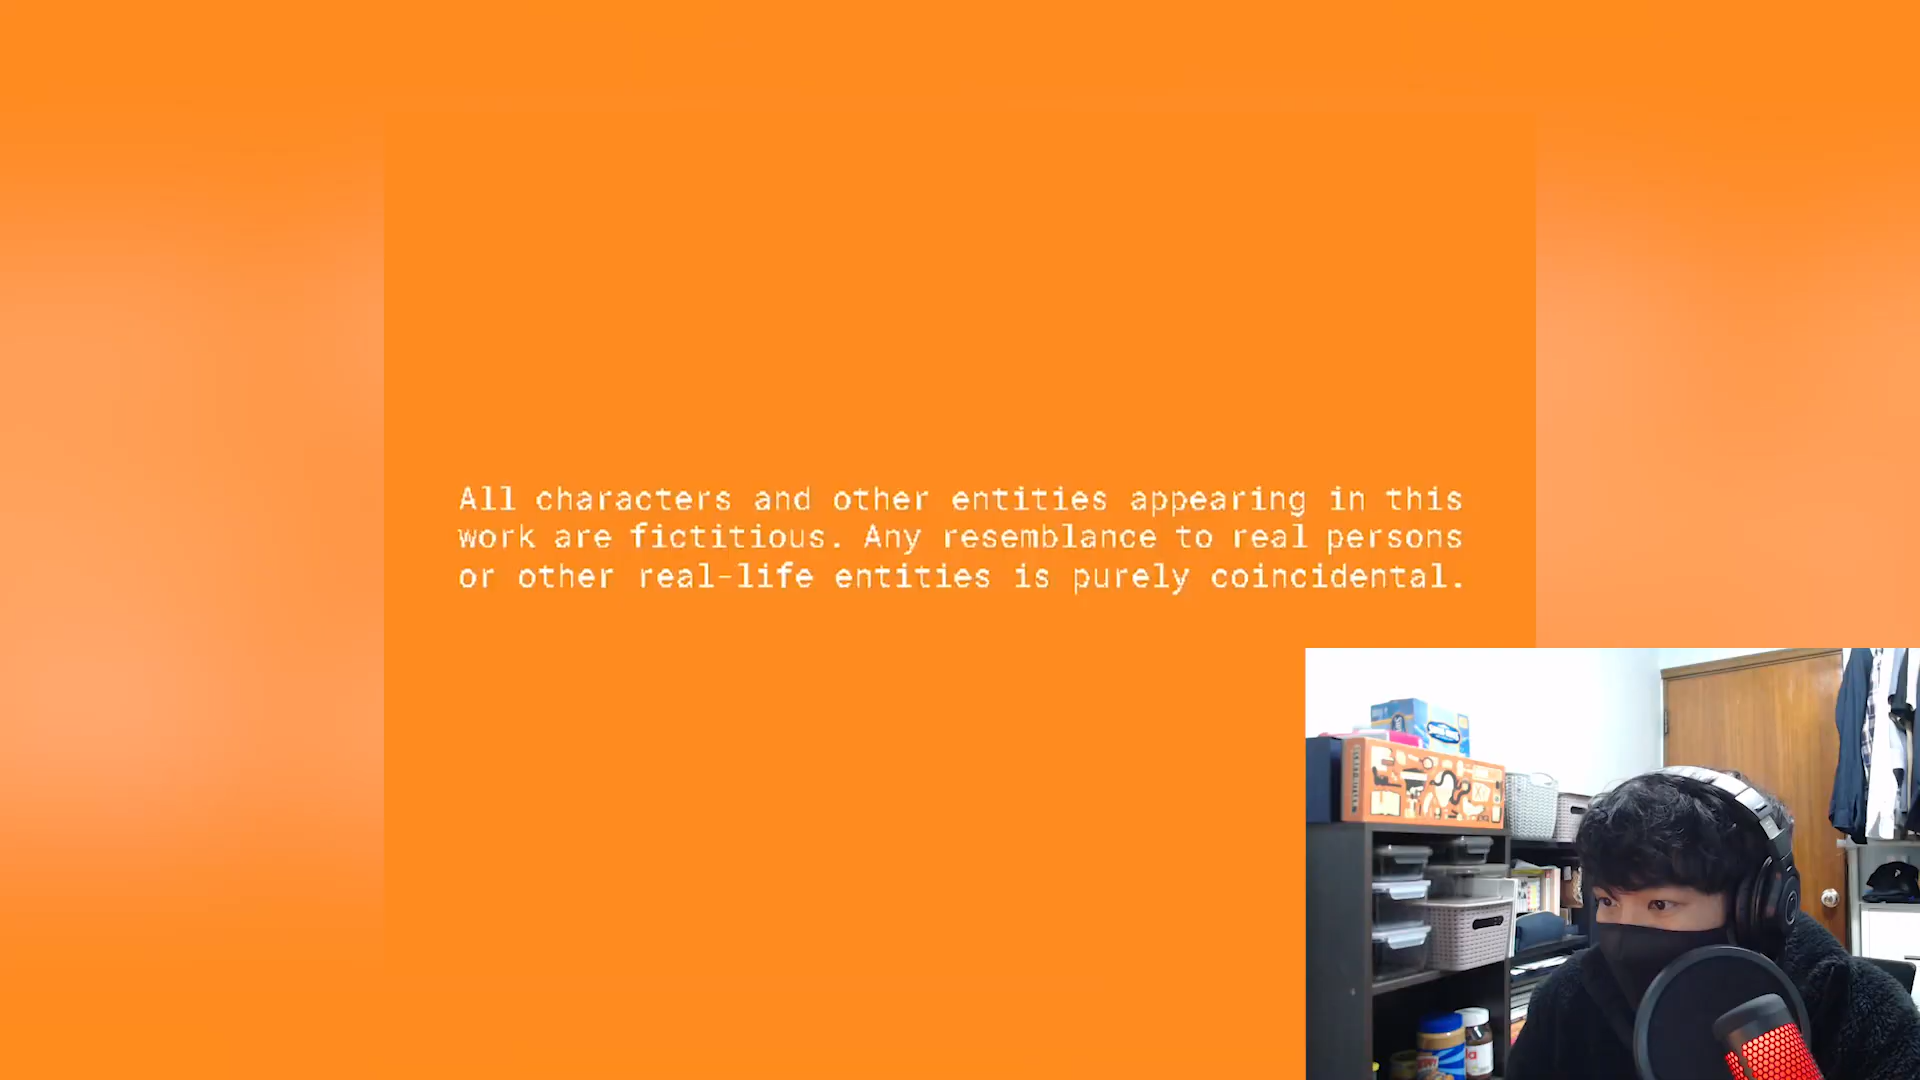 All characters and other entities appearing in this
work are fictitious. Any resemblance to real persons
or other real-life entities is purely coincidental.